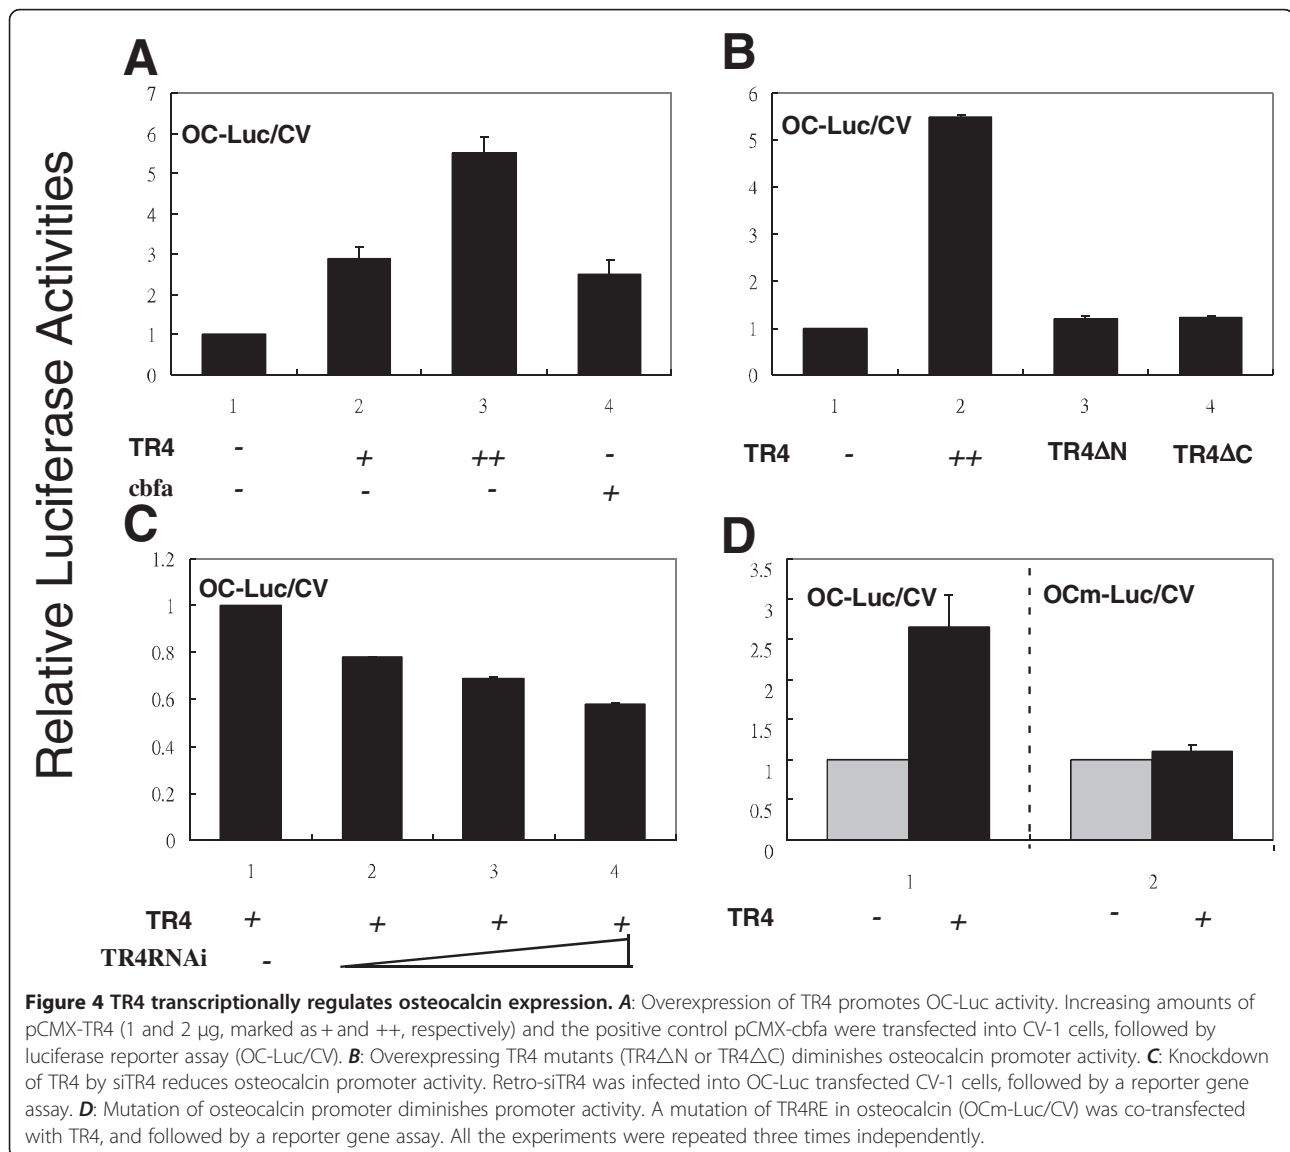 Relative Luciferase Activities
A
7
6
5
4
3
2
1
0
OC-Luc/CV
1 2 3 4
TR4 - + ++ -
cbfa - - - +
B
6
5
4
3
2
1
0
OC-Luc/CV
1 2 3 4
TR4 - ++ TR4ΔN TR4ΔC
C
1.2
1
0.8
0.6
0.4
0.2
0
OC-Luc/CV
1 2 3 4
TR4 + + + +
TR4RNAi -
D
3.5
3
2.5
2
1.5
1
0.5
0
OC-Luc/CV OCm-Luc/CV
1 2
TR4 - + - +
Figure 4 TR4 transcriptionally regulates osteocalcin expression. A: Overexpression of TR4 promotes OC-Luc activity. Increasing amounts of
pCMX-TR4 (1 and 2 μg, marked as + and ++, respectively) and the positive control pCMX-cbfa were transfected into CV-1 cells, followed by
luciferase reporter assay (OC-Luc/CV). B: Overexpressing TR4 mutants (TR4△N or TR4△C) diminishes osteocalcin promoter activity. C: Knockdown
of TR4 by siTR4 reduces osteocalcin promoter activity. Retro-siTR4 was infected into OC-Luc transfected CV-1 cells, followed by a reporter gene
assay. D: Mutation of osteocalcin promoter diminishes promoter activity. A mutation of TR4RE in osteocalcin (OCm-Luc/CV) was co-transfected
with TR4, and followed by a reporter gene assay. All the experiments were repeated three times independently.